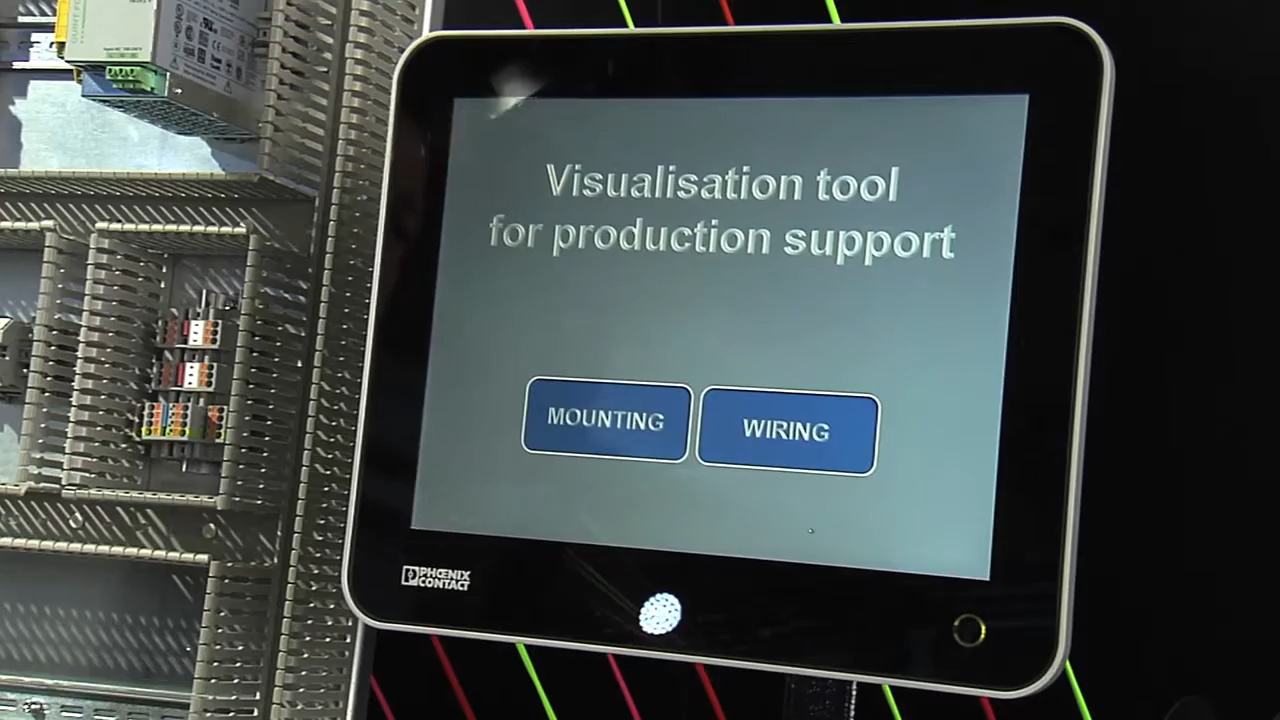 Visualisation tool
for production support
MOUNTING
WIRING
PHOENIX
CONTACT